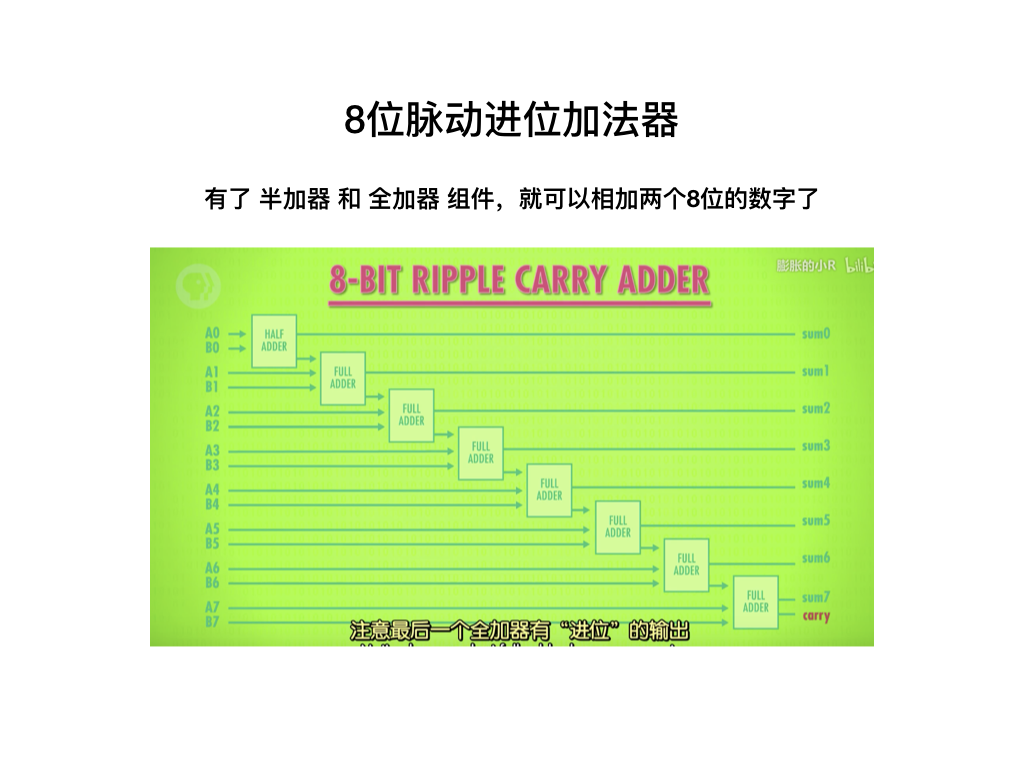 8位脉动进位加法器
有了 半加器 和 全加器 组件，就可以相加两个8位的数字了
膨胀的小R bilib
8-BIT RIPPLE CARRY ADDER
A0
B0
HALF
ADDER
sum0
A1
B1
FULL
ADDER
sum1
A2
B2
FULL
ADDER
sum2
A3
B3
FULL
ADDER
sum3
A4
B4
FULL
ADDER
sum4
A5
B5
FULL
ADDER
sum5
A6
B6
FULL
ADDER
sum6
A7
B7
FULL
ADDER
sum7
carry
注意最后一个全加器有“进位”的输出